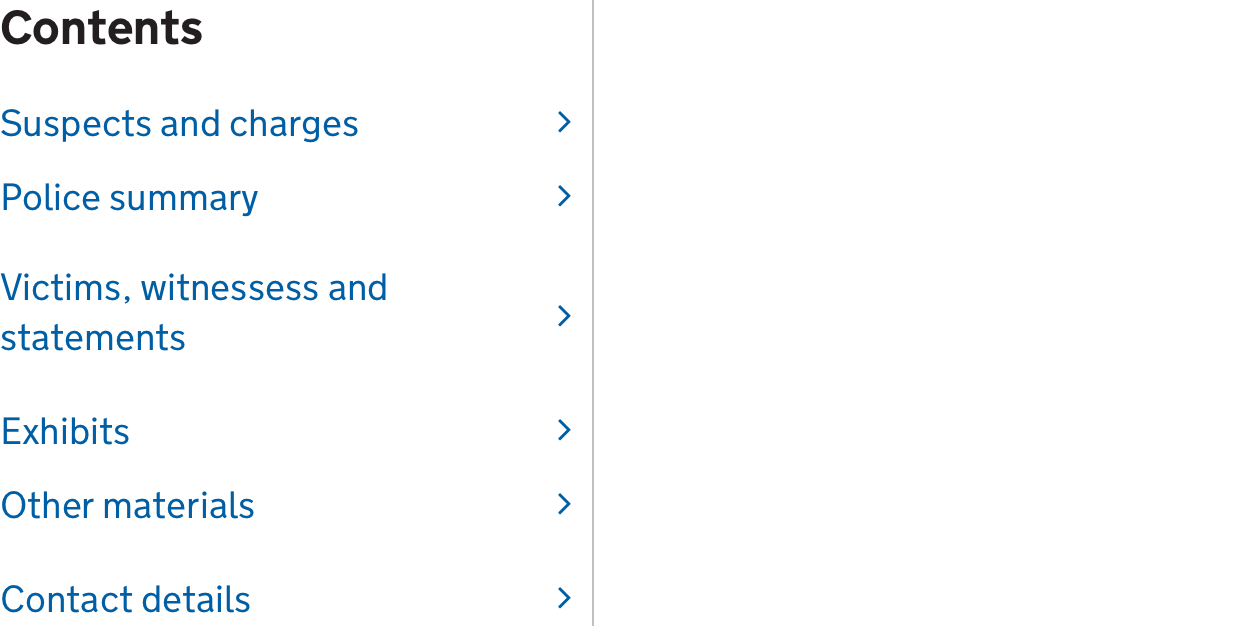 Contents
Suspects and charges
Police summary
Victims, witnessess and
statements
Exhibits
Other materials
Contact details